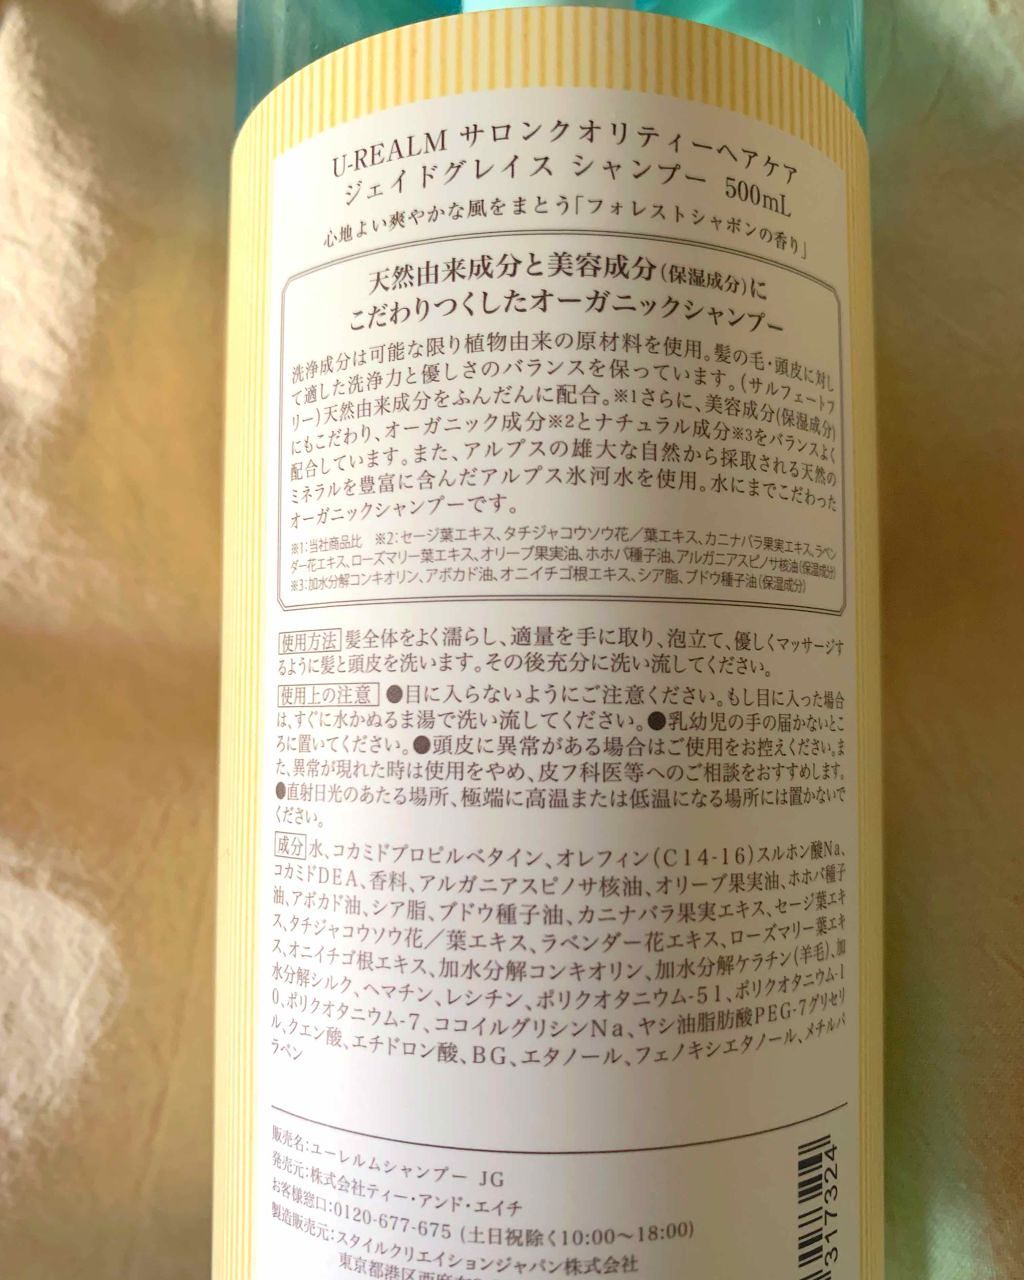 U-REALM サロンクオリティーヘアケア
ジェイドグレイス シャンプー 500mL
心地よい爽やかな風をまとう「フォレストシャボンの香り」
天然由来成分と美容成分(保湿成分)に
こだわりつくしたオーガニックシャンプー
洗浄成分は可能な限り植物由来の原材料を使用。髪の毛・頭皮に対し
て適した洗浄力と優しさのバランスを保っています。(サルフェートフ
リー)天然由来成分をふんだんに配合。※1さらに、美容成分(保湿成分)
にもこだわり、オーガニック成分※2とナチュラル成分※3をバランスよく
配合しています。また、アルプスの雄大な自然から採取される天然の
ミネラルを豊富に含んだアルプス氷河水を使用。水にまでこだわった
オーガニックシャンプーです。
※1:当社商品比 ※2:セージ葉エキス、タチジャコウソウ花/葉エキス、カニナバラ果実エキス、ラベン
ダー花エキス、ローズマリー葉エキス、オリーブ果実油、ホホバ種子油、アルガニアスピノサ核油(保湿成分)
※3:加水分解コンキオリン、アボカド油、オニイチゴ根エキス、シア脂、ブドウ種子油(保湿成分)
使用方法 髪全体をよく濡らし、適量を手に取り、泡立て、優しくマッサージす
るように髪と頭皮を洗います。その後充分に洗い流してください。
使用上の注意 ●目に入らないようにご注意ください。もし目に入った場合
は、すぐに水かぬるま湯で洗い流してください。●乳幼児の手の届かないとこ
ろに置いてください。●頭皮に異常がある場合はご使用をお控えください。ま
た、異常が現れた時は使用をやめ、皮フ科医等へのご相談をおすすめします。
●直射日光のあたる場所、極端に高温または低温になる場所には置かないで
ください。
成分 水、コカミドプロピルベタイン、オレフィン(C14-16)スルホン酸Na、
コカミドDEA、香料、アルガニアスピノサ核油、オリーブ果実油、ホホバ種子
油、アボカド油、シア脂、ブドウ種子油、カニナバラ果実エキス、セージ葉エキ
ス、タチジャコウソウ花/葉エキス、ラベンダー花エキス、ローズマリー葉エキ
ス、オニイチゴ根エキス、加水分解コンキオリン、加水分解ケラチン(羊毛)、加
水分解シルク、ヘマチン、レシチン、ポリクオタニウム-51、ポリクオタニウム-1
0、ポリクオタニウム-7、ココイルグリシンNa、ヤシ油脂肪酸PEG-7グリセリ
ル、クエン酸、エチドロン酸、BG、エタノール、フェノキシエタノール、メチルパ
ラベン
販売名:ユーレルムシャンプー JG
発売元:株式会社ティー・アンド・エイチ
お客様窓口:0120-677-675 (土日祝除く10:00～18:00)
製造販売元:スタイルクリエイションジャパン株式会社
東京都港区西麻布
317324